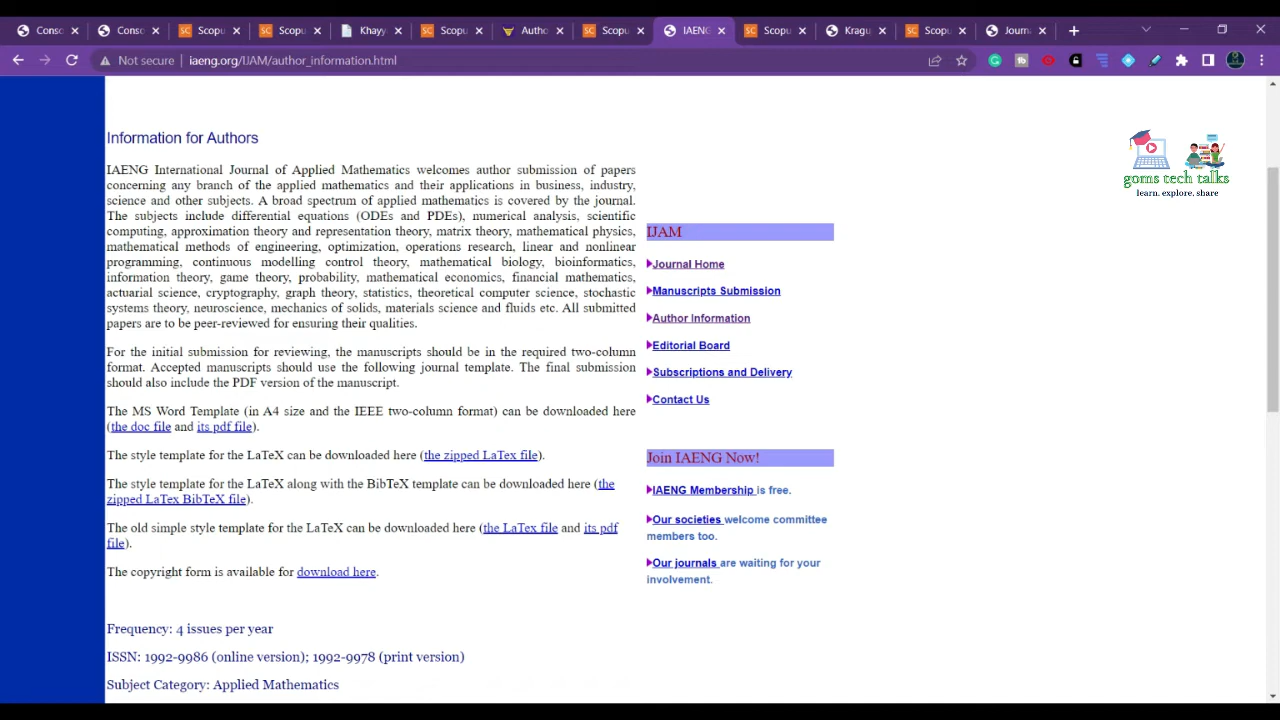 Conso
Conso
Scopu
Scopu
Khayy
Scopu
Autho
Scopu
IAENG
Scopu
Kragu
Scopu
Journa
Not secure
iaeng.org/IJAM/author_information.html
Information for Authors
IAENG International Journal of Applied Mathematics welcomes author submission of papers
concerning any branch of the applied mathematics and their applications in business, industry,
science and other subjects. A broad spectrum of applied mathematics is covered by the journal.
The subjects include differential equations (ODEs and PDEs), numerical analysis, scientific
computing, approximation theory and representation theory, matrix theory, mathematical physics,
mathematical methods of engineering, optimization, operations research, linear and nonlinear
programming, continuous modelling control theory, mathematical biology, bioinformatics,
information theory, game theory, probability, mathematical economics, financial mathematics,
actuarial science, cryptography, graph theory, statistics, theoretical computer science, stochastic
systems theory, neuroscience, mechanics of solids, materials science and fluids etc. All submitted
papers are to be peer-reviewed for ensuring their qualities.
For the initial submission for reviewing, the manuscripts should be in the required two-column
format. Accepted manuscripts should use the following journal template. The final submission
should also include the PDF version of the manuscript.
The MS Word Template (in A4 size and the IEEE two-column format) can be downloaded here
(the doc file and its pdf file).
The style template for the LaTeX can be downloaded here (the zipped LaTex file).
The style template for the LaTeX along with the BibTeX template can be downloaded here (the
zipped LaTex BibTeX file).
The old simple style template for the LaTeX can be downloaded here (the LaTex file and its pdf
file).
The copyright form is available for download here.
Frequency: 4 issues per year
ISSN: 1992-9986 (online version); 1992-9978 (print version)
Subject Category: Applied Mathematics
IJAM
Journal Home
Manuscripts Submission
Author Information
Editorial Board
Subscriptions and Delivery
Contact Us
Join IAENG Now!
IAENG Membership is free.
Our societies welcome committee
members too.
Our journals are waiting for your
involvement.
goms tech talks
learn. explore. share